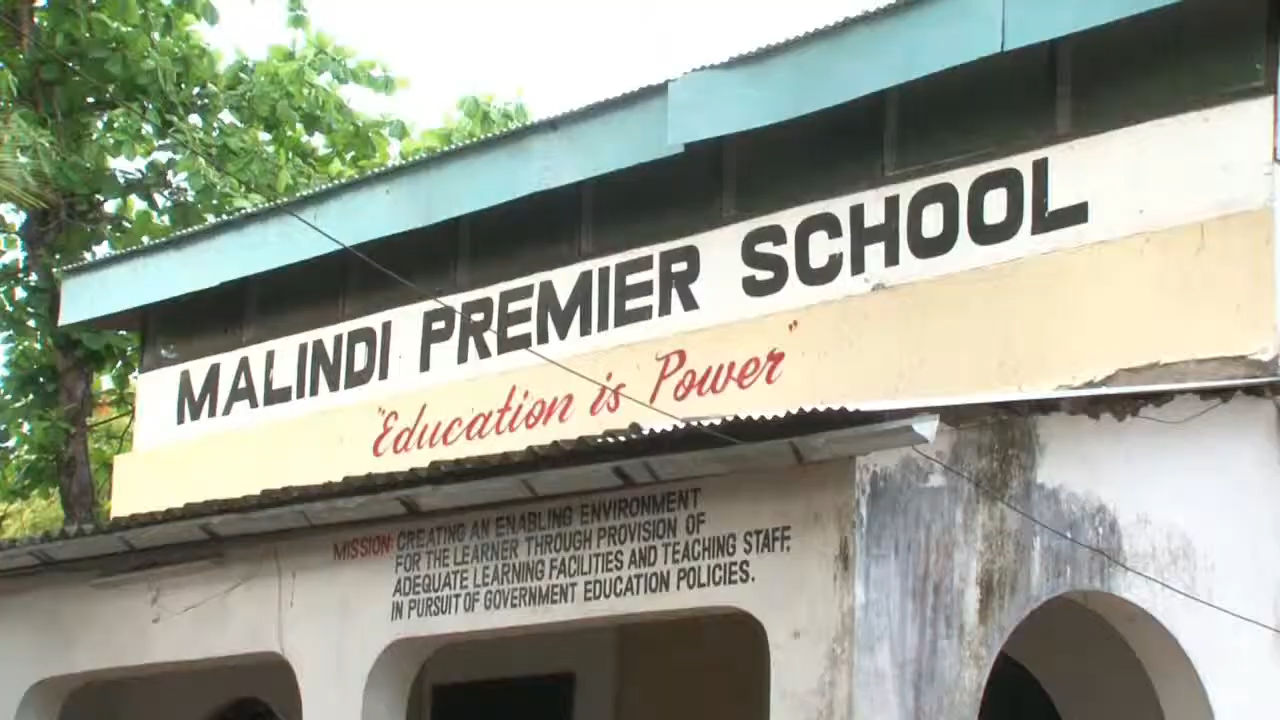 MALINDI PREMIER SCHOOL
"Education is Power"
MISSION: CREATING AN ENABLING ENVIRONMENT
FOR THE LEARNER THROUGH PROVISION OF
ADEQUATE LEARNING FACILITIES AND TEACHING STAFF,
IN PURSUIT OF GOVERNMENT EDUCATION POLICIES.